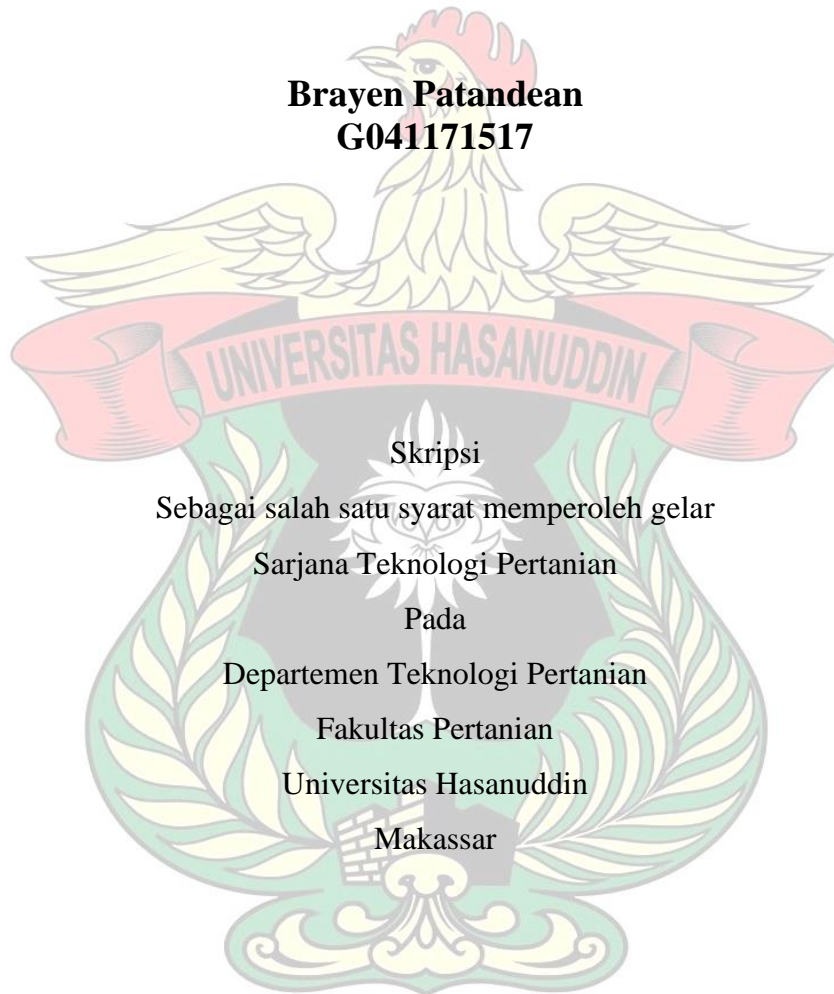 Brayen Patandean
G041171517
UNIVERSITAS HASANUDDIN
Skripsi
Sebagai salah satu syarat memperoleh gelar
Sarjana Teknologi Pertanian
Pada
Departemen Teknologi Pertanian
Fakultas Pertanian
Universitas Hasanuddin
Makassar